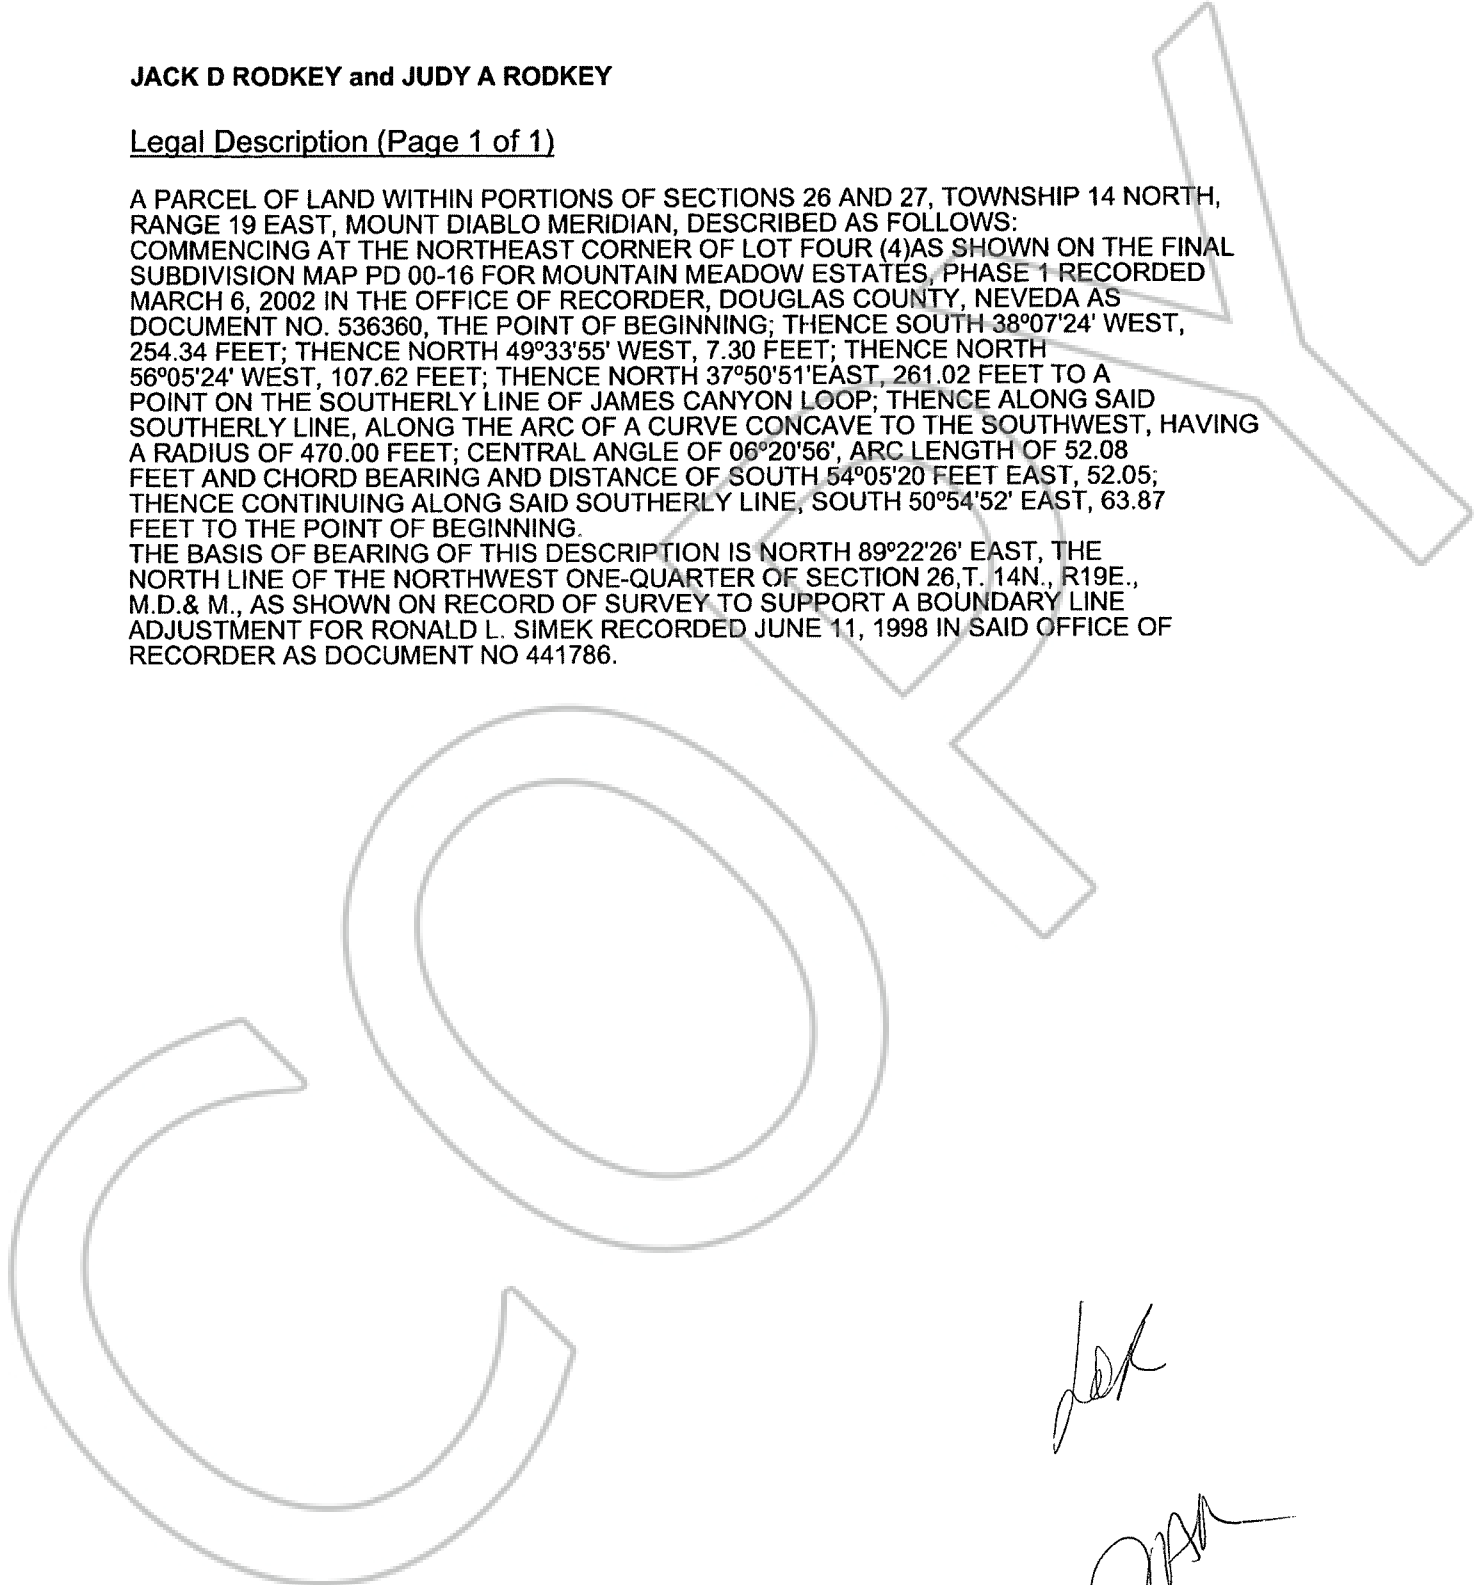 JACK D RODKEY and JUDY A RODKEY
Legal Description (Page 1 of 1)
A PARCEL OF LAND WITHIN PORTIONS OF SECTIONS 26 AND 27, TOWNSHIP 14 NORTH,
RANGE 19 EAST, MOUNT DIABLO MERIDIAN, DESCRIBED AS FOLLOWS:
COMMENCING AT THE NORTHEAST CORNER OF LOT FOUR (4)AS SHOWN ON THE FINAL
SUBDIVISION MAP PD 00-16 FOR MOUNTAIN MEADOW ESTATES, PHASE 1 RECORDED
MARCH 6, 2002 IN THE OFFICE OF RECORDER, DOUGLAS COUNTY, NEVEDA AS
DOCUMENT NO. 536360, THE POINT OF BEGINNING; THENCE SOUTH 38º07'24' WEST,
254.34 FEET; THENCE NORTH 49º33'55' WEST, 7.30 FEET; THENCE NORTH
56º05'24' WEST, 107.62 FEET; THENCE NORTH 37º50'51'EAST, 261.02 FEET TO A
POINT ON THE SOUTHERLY LINE OF JAMES CANYON LOOP; THENCE ALONG SAID
SOUTHERLY LINE, ALONG THE ARC OF A CURVE CONCAVE TO THE SOUTHWEST, HAVING
A RADIUS OF 470.00 FEET; CENTRAL ANGLE OF 06º20'56', ARC LENGTH OF 52.08
FEET AND CHORD BEARING AND DISTANCE OF SOUTH 54º05'20 FEET EAST, 52.05;
THENCE CONTINUING ALONG SAID SOUTHERLY LINE, SOUTH 50º54'52' EAST, 63.87
FEET TO THE POINT OF BEGINNING.
THE BASIS OF BEARING OF THIS DESCRIPTION IS NORTH 89º22'26' EAST, THE
NORTH LINE OF THE NORTHWEST ONE-QUARTER OF SECTION 26,T. 14N., R19E.,
M.D.& M., AS SHOWN ON RECORD OF SURVEY TO SUPPORT A BOUNDARY LINE
ADJUSTMENT FOR RONALD L. SIMEK RECORDED JUNE 11, 1998 IN SAID OFFICE OF
RECORDER AS DOCUMENT NO 441786.
COPY